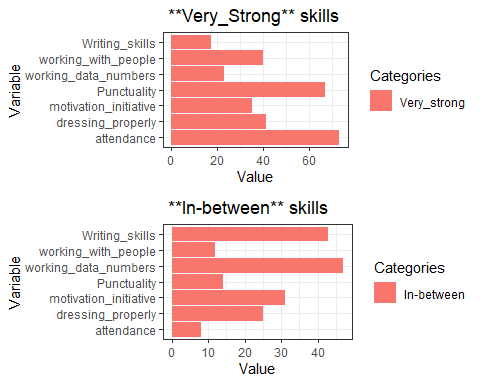 **Very_Strong** skills
Variable
Writing_skills
working_with_people
working_data_numbers
Punctuality
motivation_initiative
dressing_properly
attendance
0 20 40 60
Value
Categories
Very_strong
**In-between** skills
Variable
Writing_skills
working_with_people
working_data_numbers
Punctuality
motivation_initiative
dressing_properly
attendance
0 10 20 30 40
Value
Categories
In-between